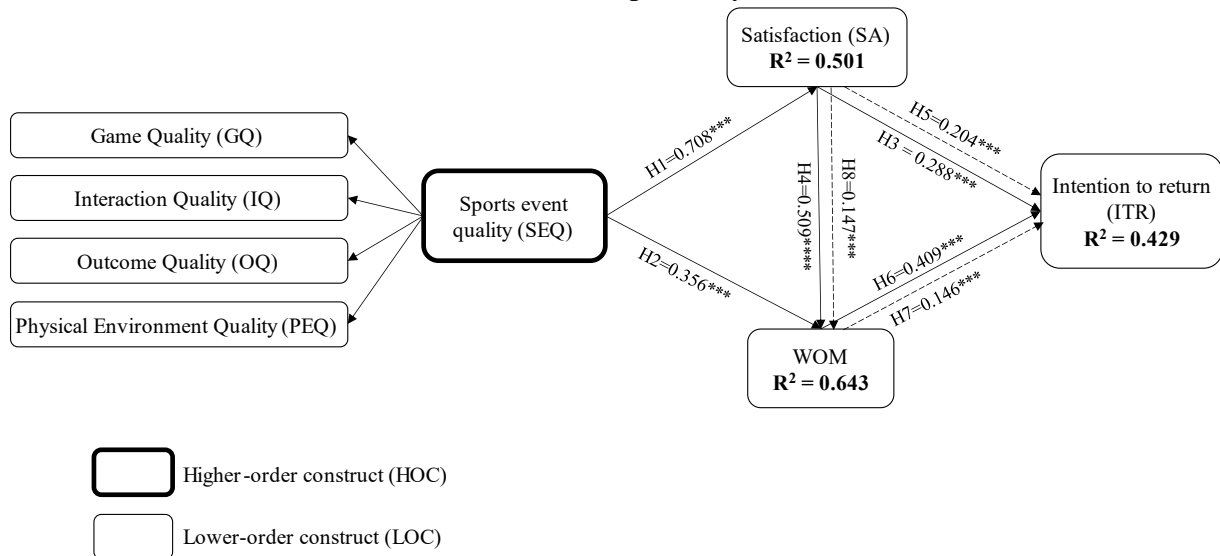 Satisfaction (SA)
R² = 0.501
Game Quality (GQ)
Interaction Quality (IQ)
Outcome Quality (OQ)
Physical Environment Quality (PEQ)
Sports event
quality (SEQ)
H1=0.708***
H2=0.356***
H4=0.509****
H8=0.147***
H5=0.204***
H3 = 0.288***
H6=0.409***
H7=0.146***
Intention to return
(ITR)
R² = 0.429
WOM
R² = 0.643
Higher-order construct (HOC)
Lower-order construct (LOC)